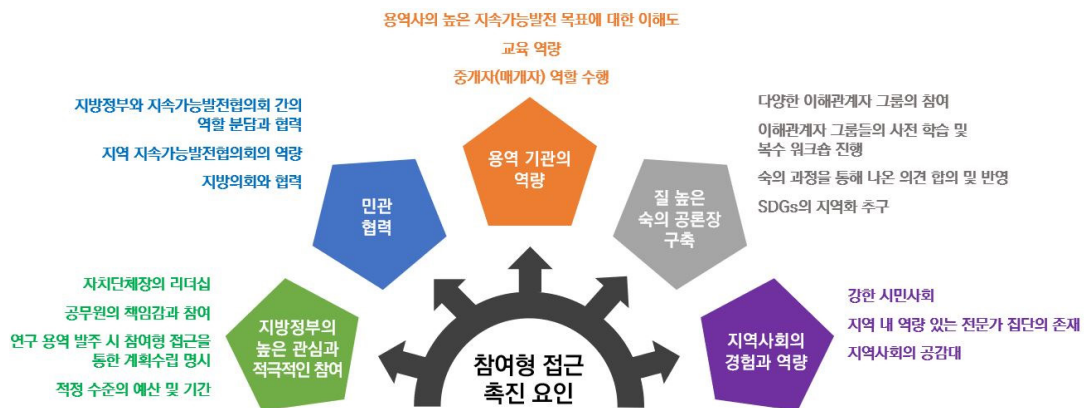 용역사의 높은 지속가능발전 목표에 대한 이해도
교육 역량
중개자(매개자) 역할 수행
용역 기관의
역량
지방정부와 지속가능발전협의회 간의
역할 분담과 협력
지역 지속가능발전협의회의 역량
지방의회와 협력
민관
협력
다양한 이해관계자 그룹의 참여
이해관계자 그룹들의 사전 학습 및
복수 워크숍 진행
숙의 과정을 통해 나온 의견 합의 및 반영
SDGs의 지역화 추구
질 높은
숙의 공론장
구축
자치단체장의 리더십
공무원의 책임감과 참여
연구 용역 발주 시 참여형 접근을
통한 계획수립 명시
적정 수준의 예산 및 기간
지방정부의
높은 관심과
적극적인 참여
강한 시민사회
지역 내 역량 있는 전문가 집단의 존재
지역사회의 공감대
지역사회의
경험과 역량
참여형 접근
촉진 요인